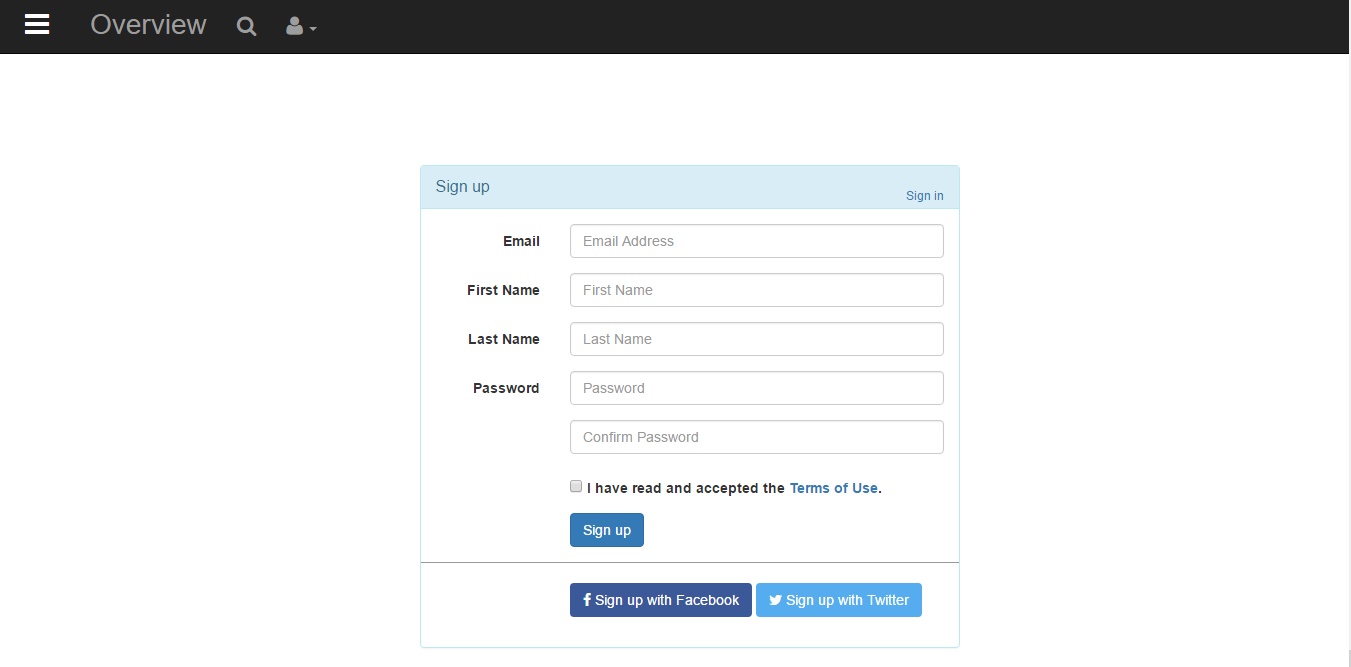 Overview
Sign up
Sign in
Email
Email Address
First Name
First Name
Last Name
Last Name
Password
Password
Confirm Password
I have read and accepted the Terms of Use.
Sign up
Sign up with Facebook
Sign up with Twitter